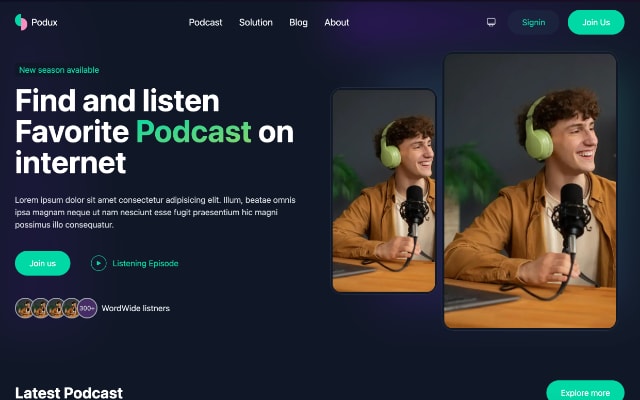 Podux
Podcast
Solution
Blog
About
Signin
Join Us
New season available
Find and listen
Favorite Podcast on
internet
Lorem ipsum dolor sit amet consectetur adipisicing elit. Illum, beatae omnis
ipsa magnam neque ut nam nesciunt esse fugit praesentium hic magni
possimus illo consequatur.
Join us
Listening Episode
300+
WordWide listners
Latest Podcast
Explore more